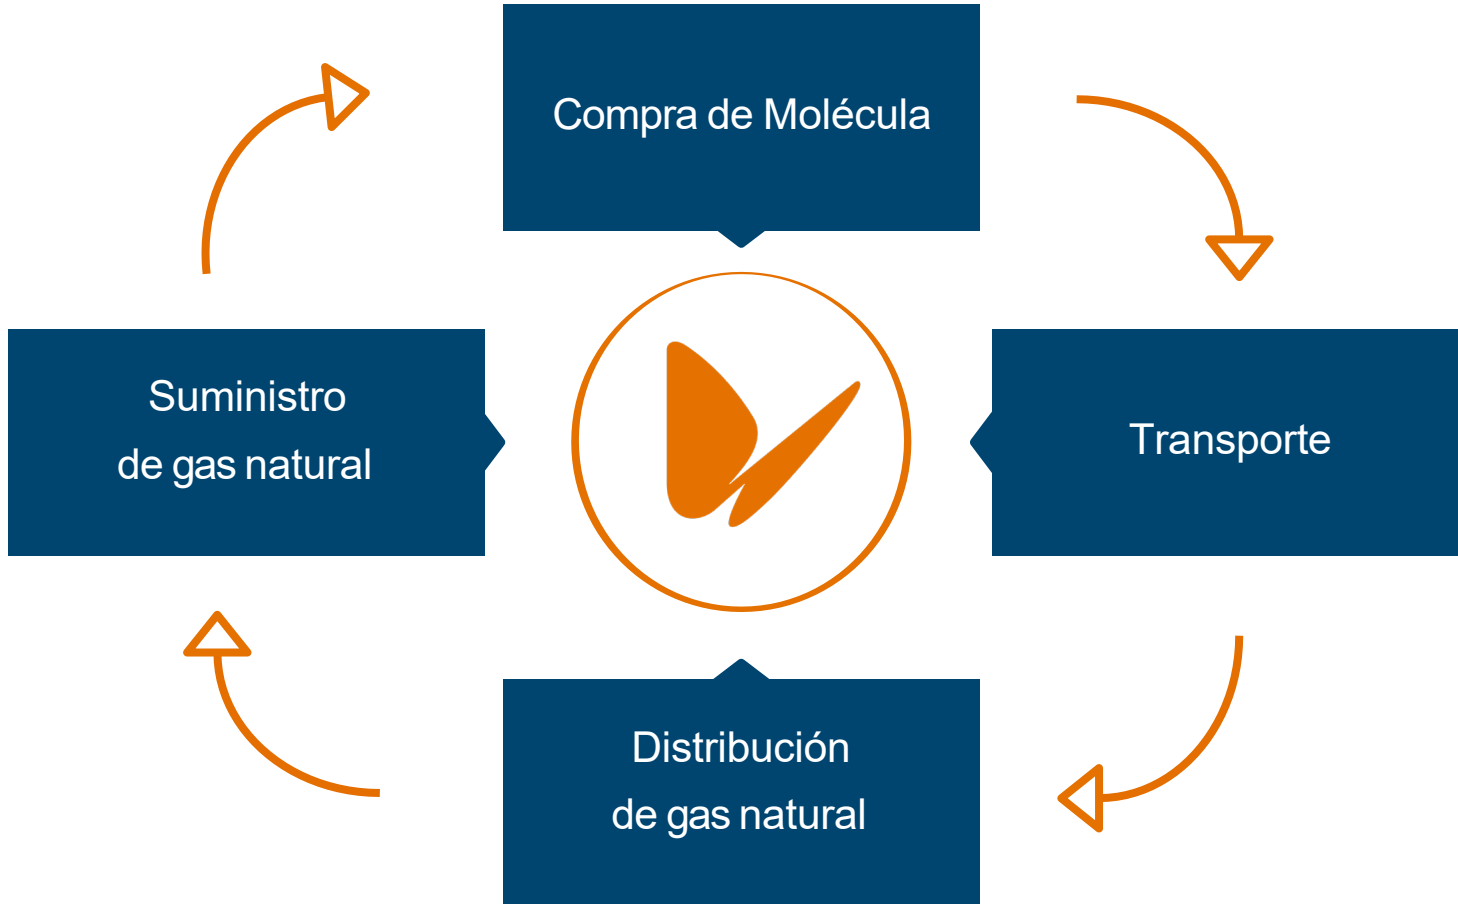 Compra de Molécula
Suministro
de gas natural
Transporte
Distribución
de gas natural